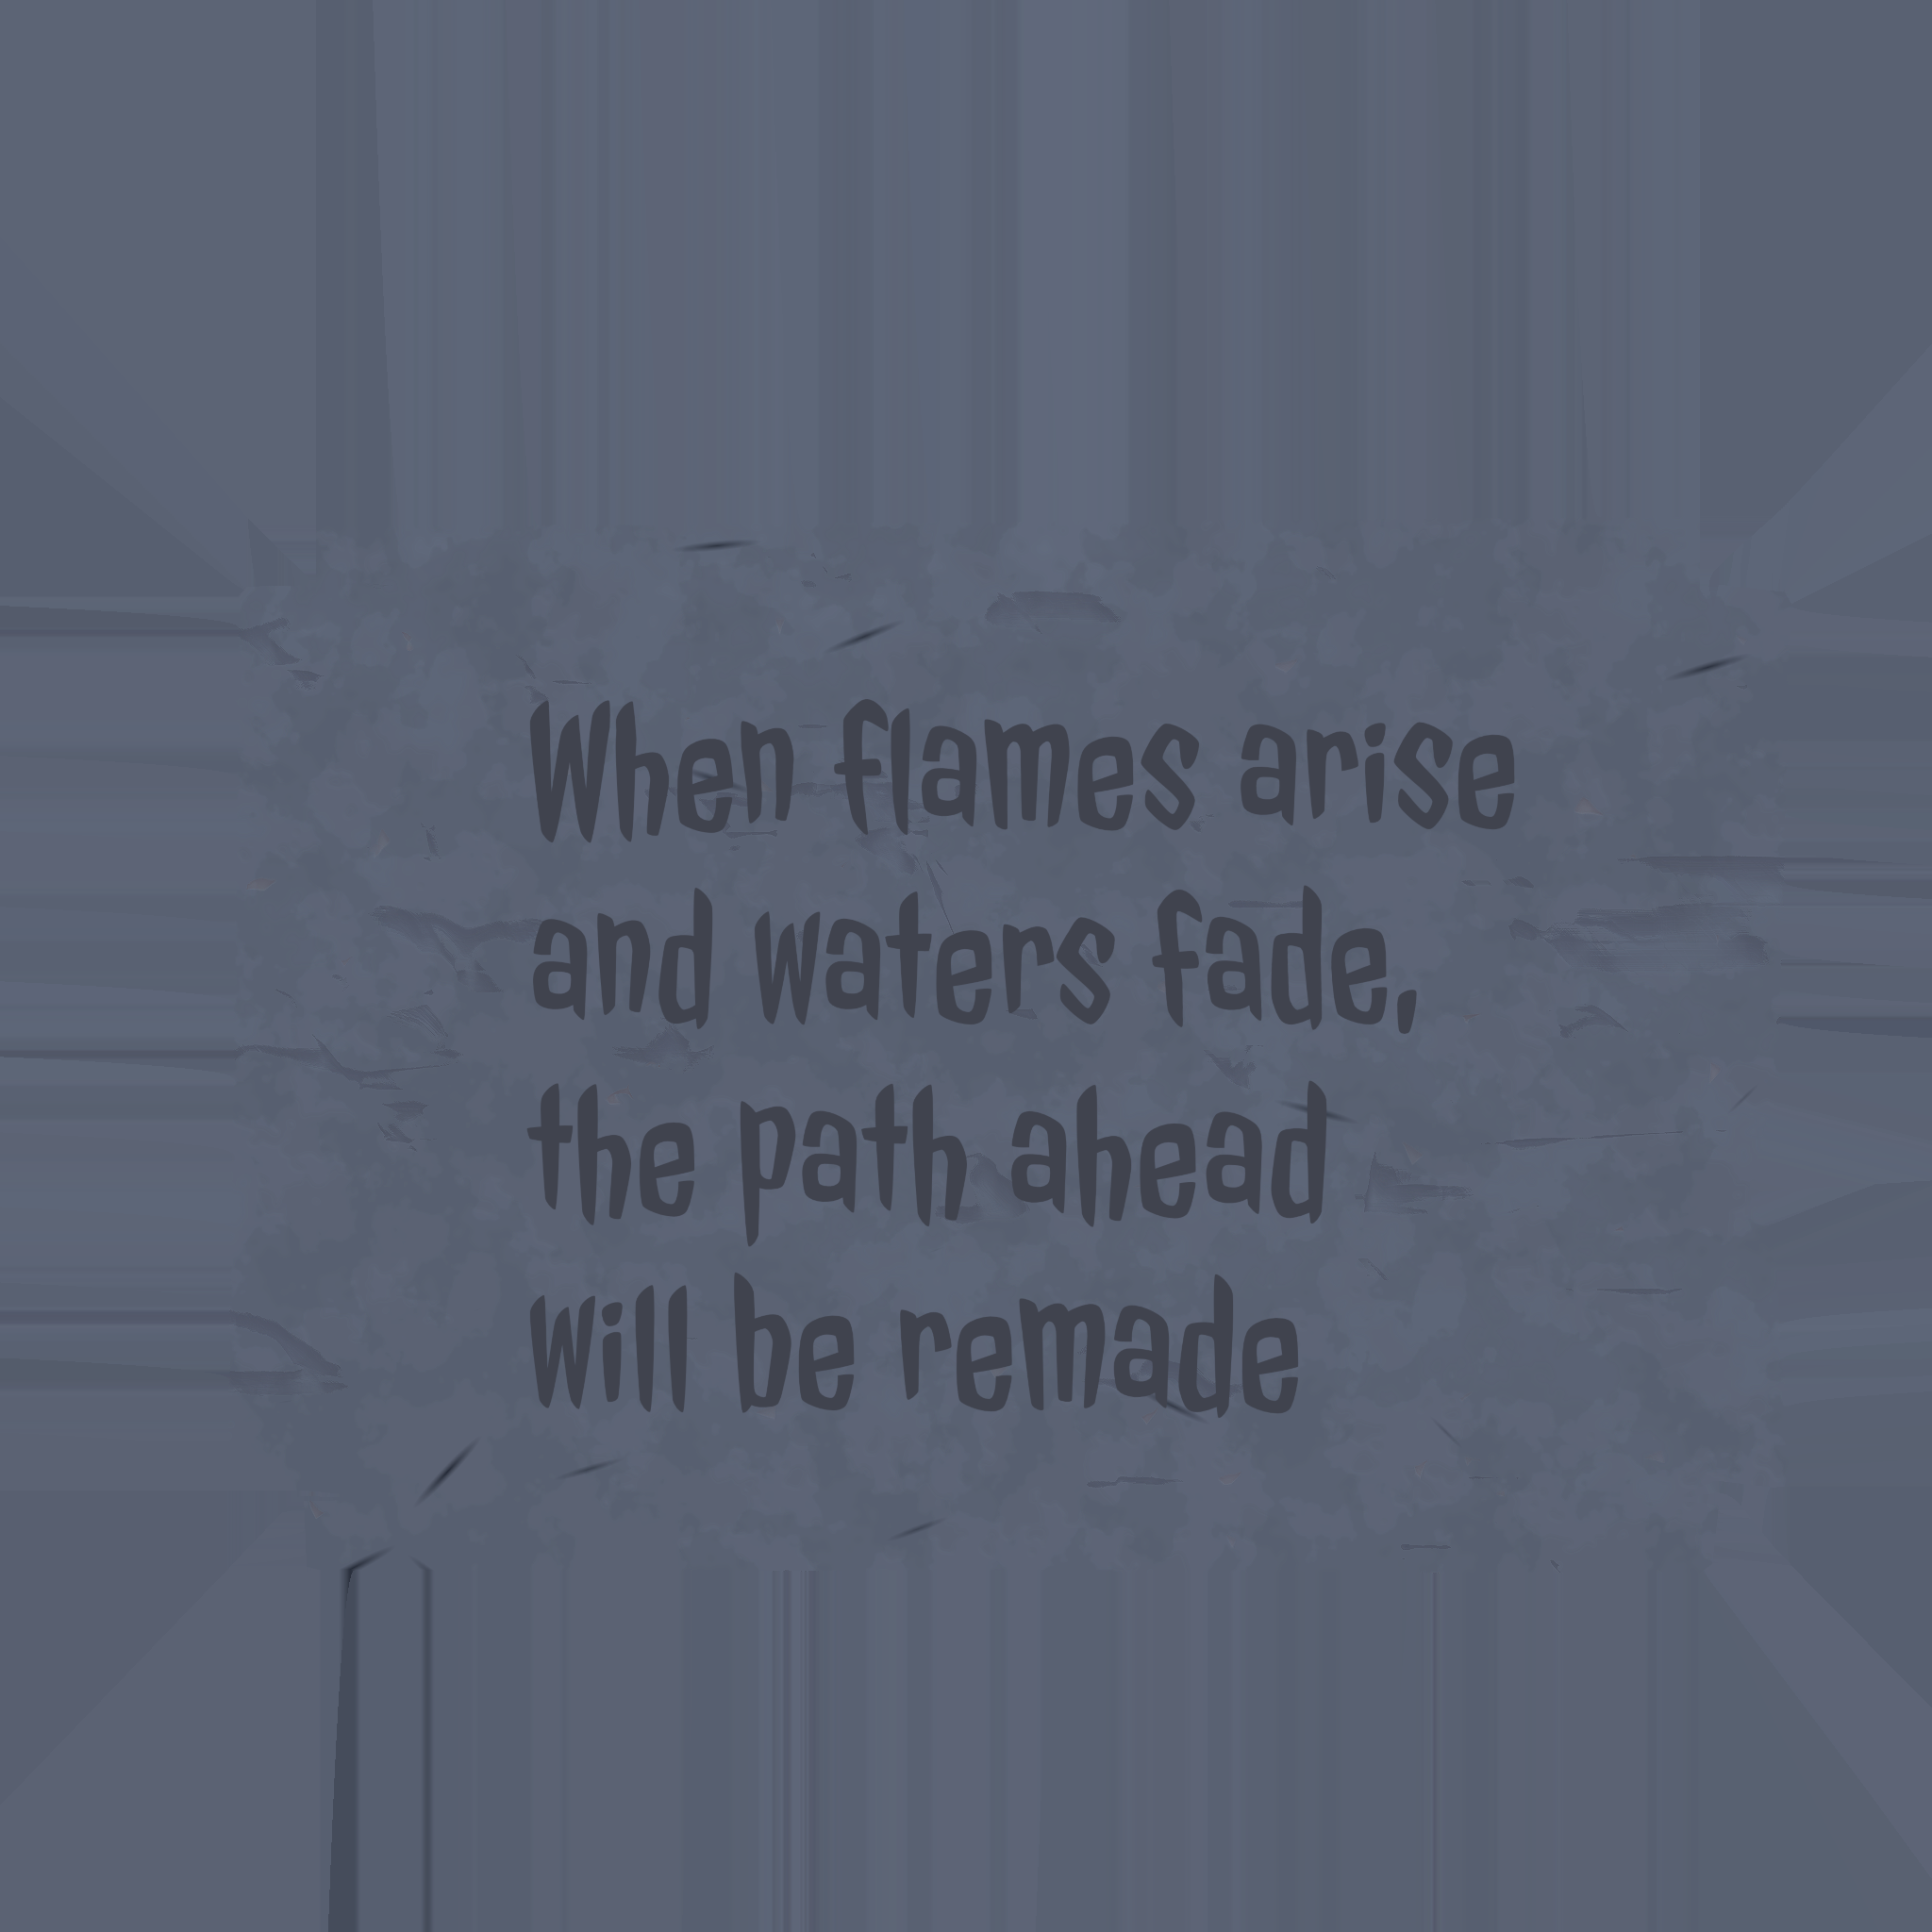 When flames arise
and waters fade,
the path ahead
will be remade